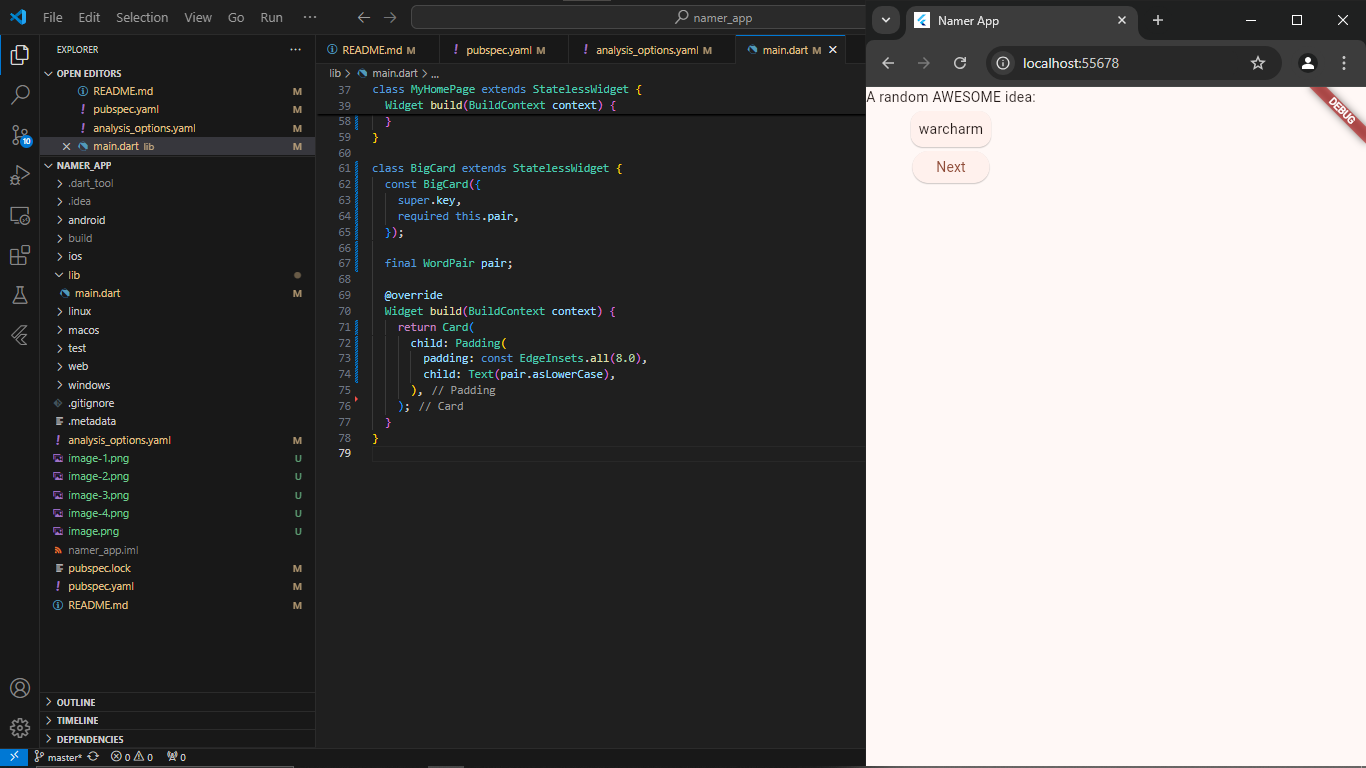 File Edit Selection View Go Run ··· namer_app
EXPLORER ···
OPEN EDITORS
README.md M
pubspec.yaml M
analysis_options.yaml M
main.dart lib M
NAMER_APP
.dart_tool
.idea
android
build
ios
lib
main.dart M
linux
macos
test
web
windows
.gitignore
.metadata
analysis_options.yaml M
image-1.png U
image-2.png U
image-3.png U
image-4.png U
image.png U
namer_app.iml
pubspec.lock M
pubspec.yaml M
README.md M
OUTLINE
TIMELINE
DEPENDENCIES
10
README.md M pubspec.yaml M analysis_options.yaml M main.dart M
lib > main.dart > ...
37 class MyHomePage extends StatelessWidget {
39 Widget build(BuildContext context) {
58 }
59 }
60
61 class BigCard extends StatelessWidget {
62 const BigCard({
63 super.key,
64 required this.pair,
65 });
66
67 final WordPair pair;
68
69 @override
70 Widget build(BuildContext context) {
71 return Card(
72 child: Padding(
73 padding: const EdgeInsets.all(8.0),
74 child: Text(pair.asLowerCase),
75 ), // Padding
76 ); // Card
77 }
78 }
79
master* 0 0 0
Namer App
localhost:55678
A random AWESOME idea:
warcharm
Next
DEBUG